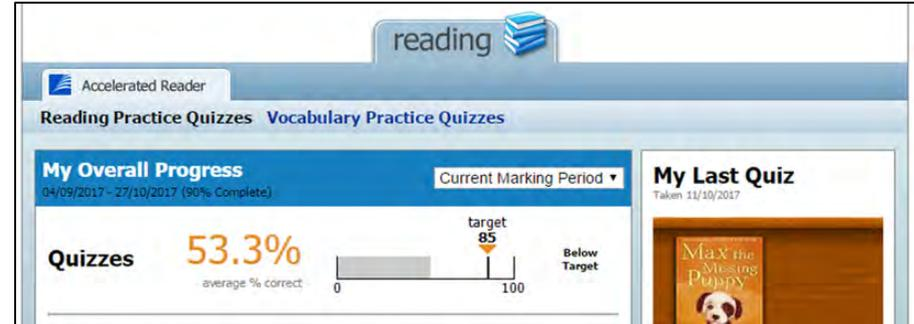 reading
Accelerated Reader
Reading Practice Quizzes Vocabulary Practice Quizzes
My Overall Progress
04/09/2017 - 27/10/2017 (90% Complete)
Current Marking Period
Quizzes
53.3%
average % correct
target
85
0
100
Below
Target
My Last Quiz
Taken 11/10/2017
Max the
Missing
Puppy